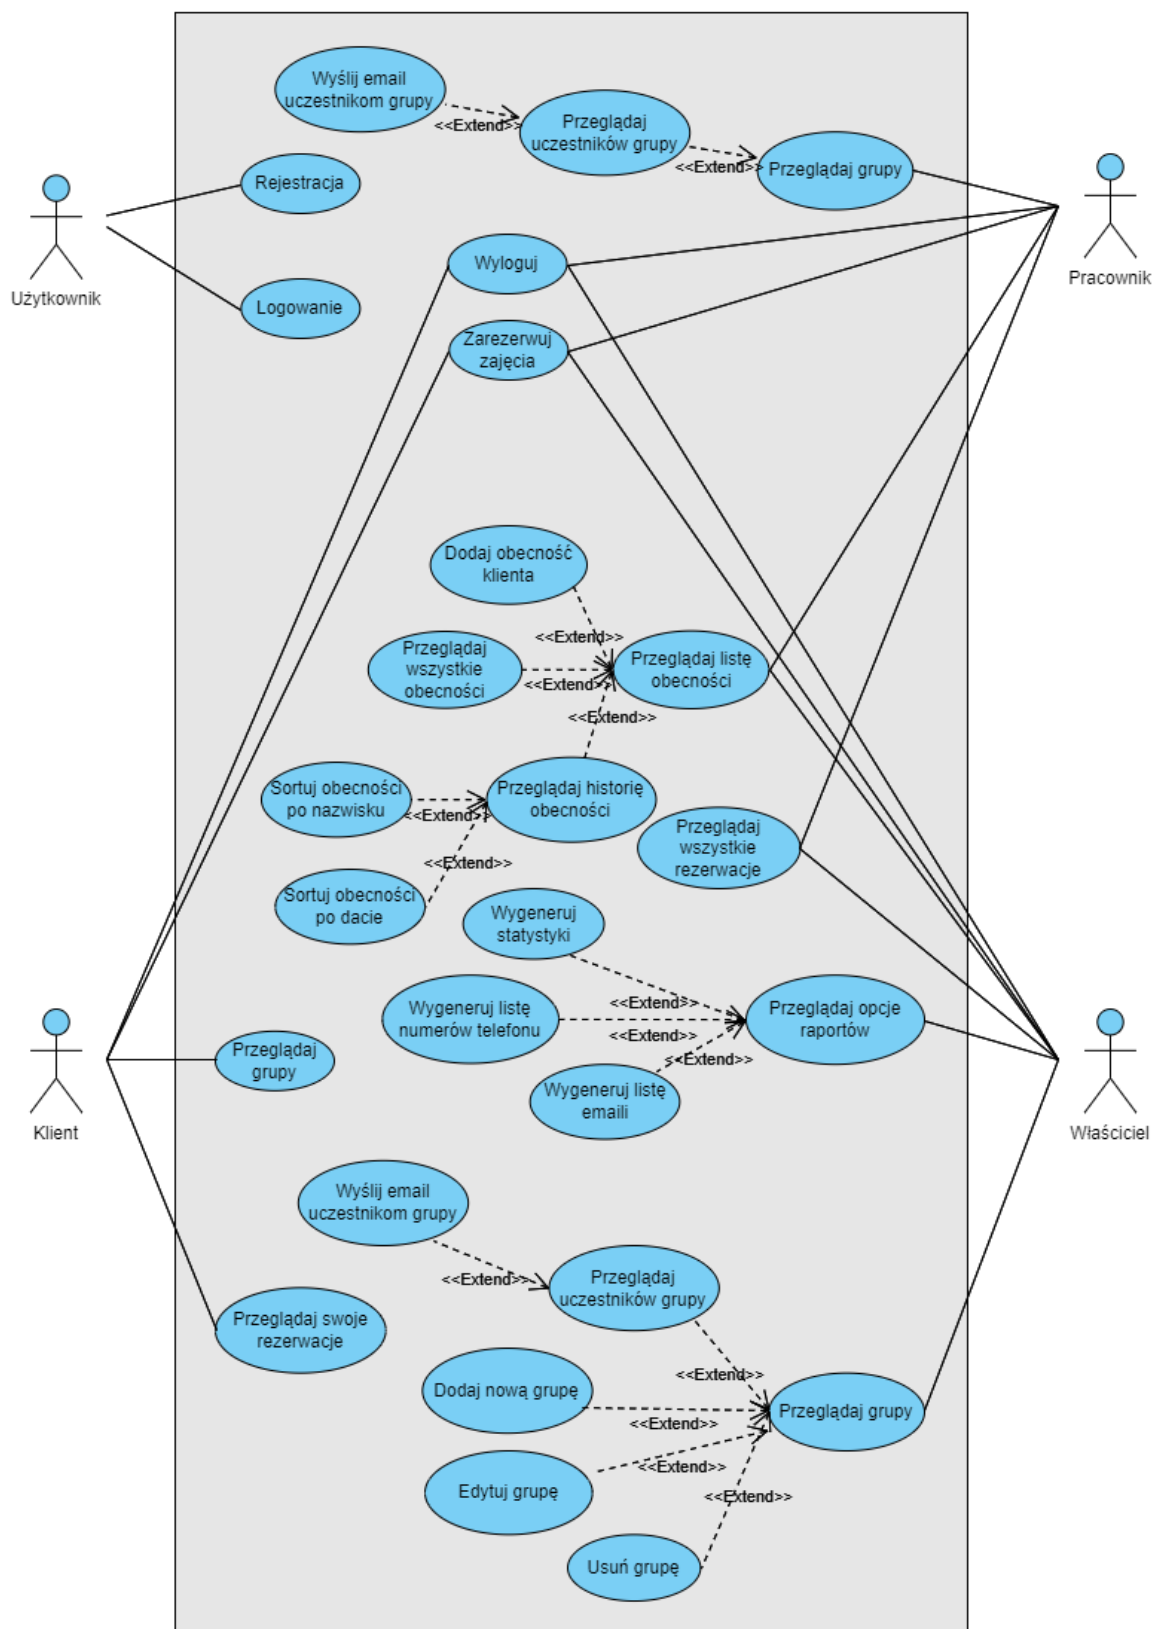 Wyślij email
uczestnikom grupy
<<Extend>>
Przeglądaj
uczestników grupy
<<Extend>>
Przeglądaj grupy
Rejestracja
Użytkownik
Pracownik
Wyloguj
Logowanie
Zarezerwuj
zajęcia
Dodaj obecność
klienta
<<Extend>>
Przeglądaj
wszystkie
obecności
<<Extend>>
Przeglądaj listę
obecności
<<Extend>>
Sortuj obecności
po nazwisku
<<Extend>>
Przeglądaj historię
obecności
Przeglądaj
wszystkie
rezerwacje
<<Extend>>
Sortuj obecności
po dacie
Wygeneruj
statystyki
<<Extend>>
Wygeneruj listę
numerów telefonu
<<Extend>>
Przeglądaj opcje
raportów
<<Extend>>
Wygeneruj listę
emaili
Przeglądaj
grupy
Klient
Właściciel
Wyślij email
uczestnikom grupy
<<Extend>>
Przeglądaj
uczestników grupy
Przeglądaj swoje
rezerwacje
<<Extend>>
Dodaj nową grupę
<<Extend>>
Przeglądaj grupy
<<Extend>>
Edytuj grupę
<<Extend>>
Usuń grupę